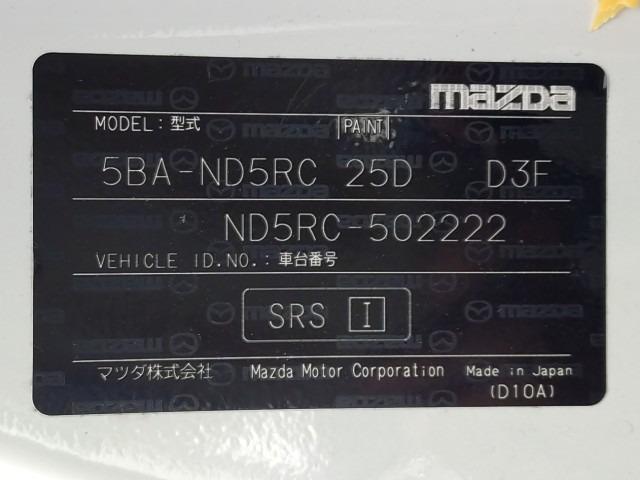 mazda
MODEL：型式 PAINT
5BA-ND5RC 25D D3F
ND5RC-502222
VEHICLE ID.NO.：車台番号
SRS I
マツダ株式会社 Mazda Motor Corporation Made in Japan
(D10A)